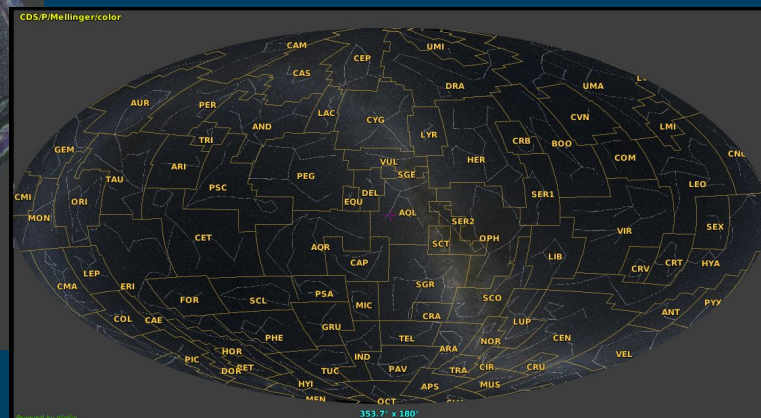 CDS/P/Mellinger/color
CAM
UMI
CEP
CAS
DRA
UMA
AUR
PER
LAC
CYG
CVN
AND
LYR
LMI
TRI
CRB
BOO
GEM
VUL
HER
COM
CNC
ARI
PEG
SGE
TAU
PSC
DEL
LEO
CMI
ORI
EQU
SER1
MON
AQL
SER2
SEX
CET
AQR
SCT
OPH
VIR
LIB
CAP
CRV
CRT
HYA
LEP
CMA
ERI
SGR
FOR
SCL
PSA
MIC
SCO
PYX
COL
CAE
GRU
CRA
LUP
ANT
PHE
TEL
NOR
CEN
PIC
HOR
RET
DOR
IND
ARA
VEL
TUC
PAV
TRA
CIR
CRU
HYI
APS
MUS
MEN
OCT
353.7° x 180°